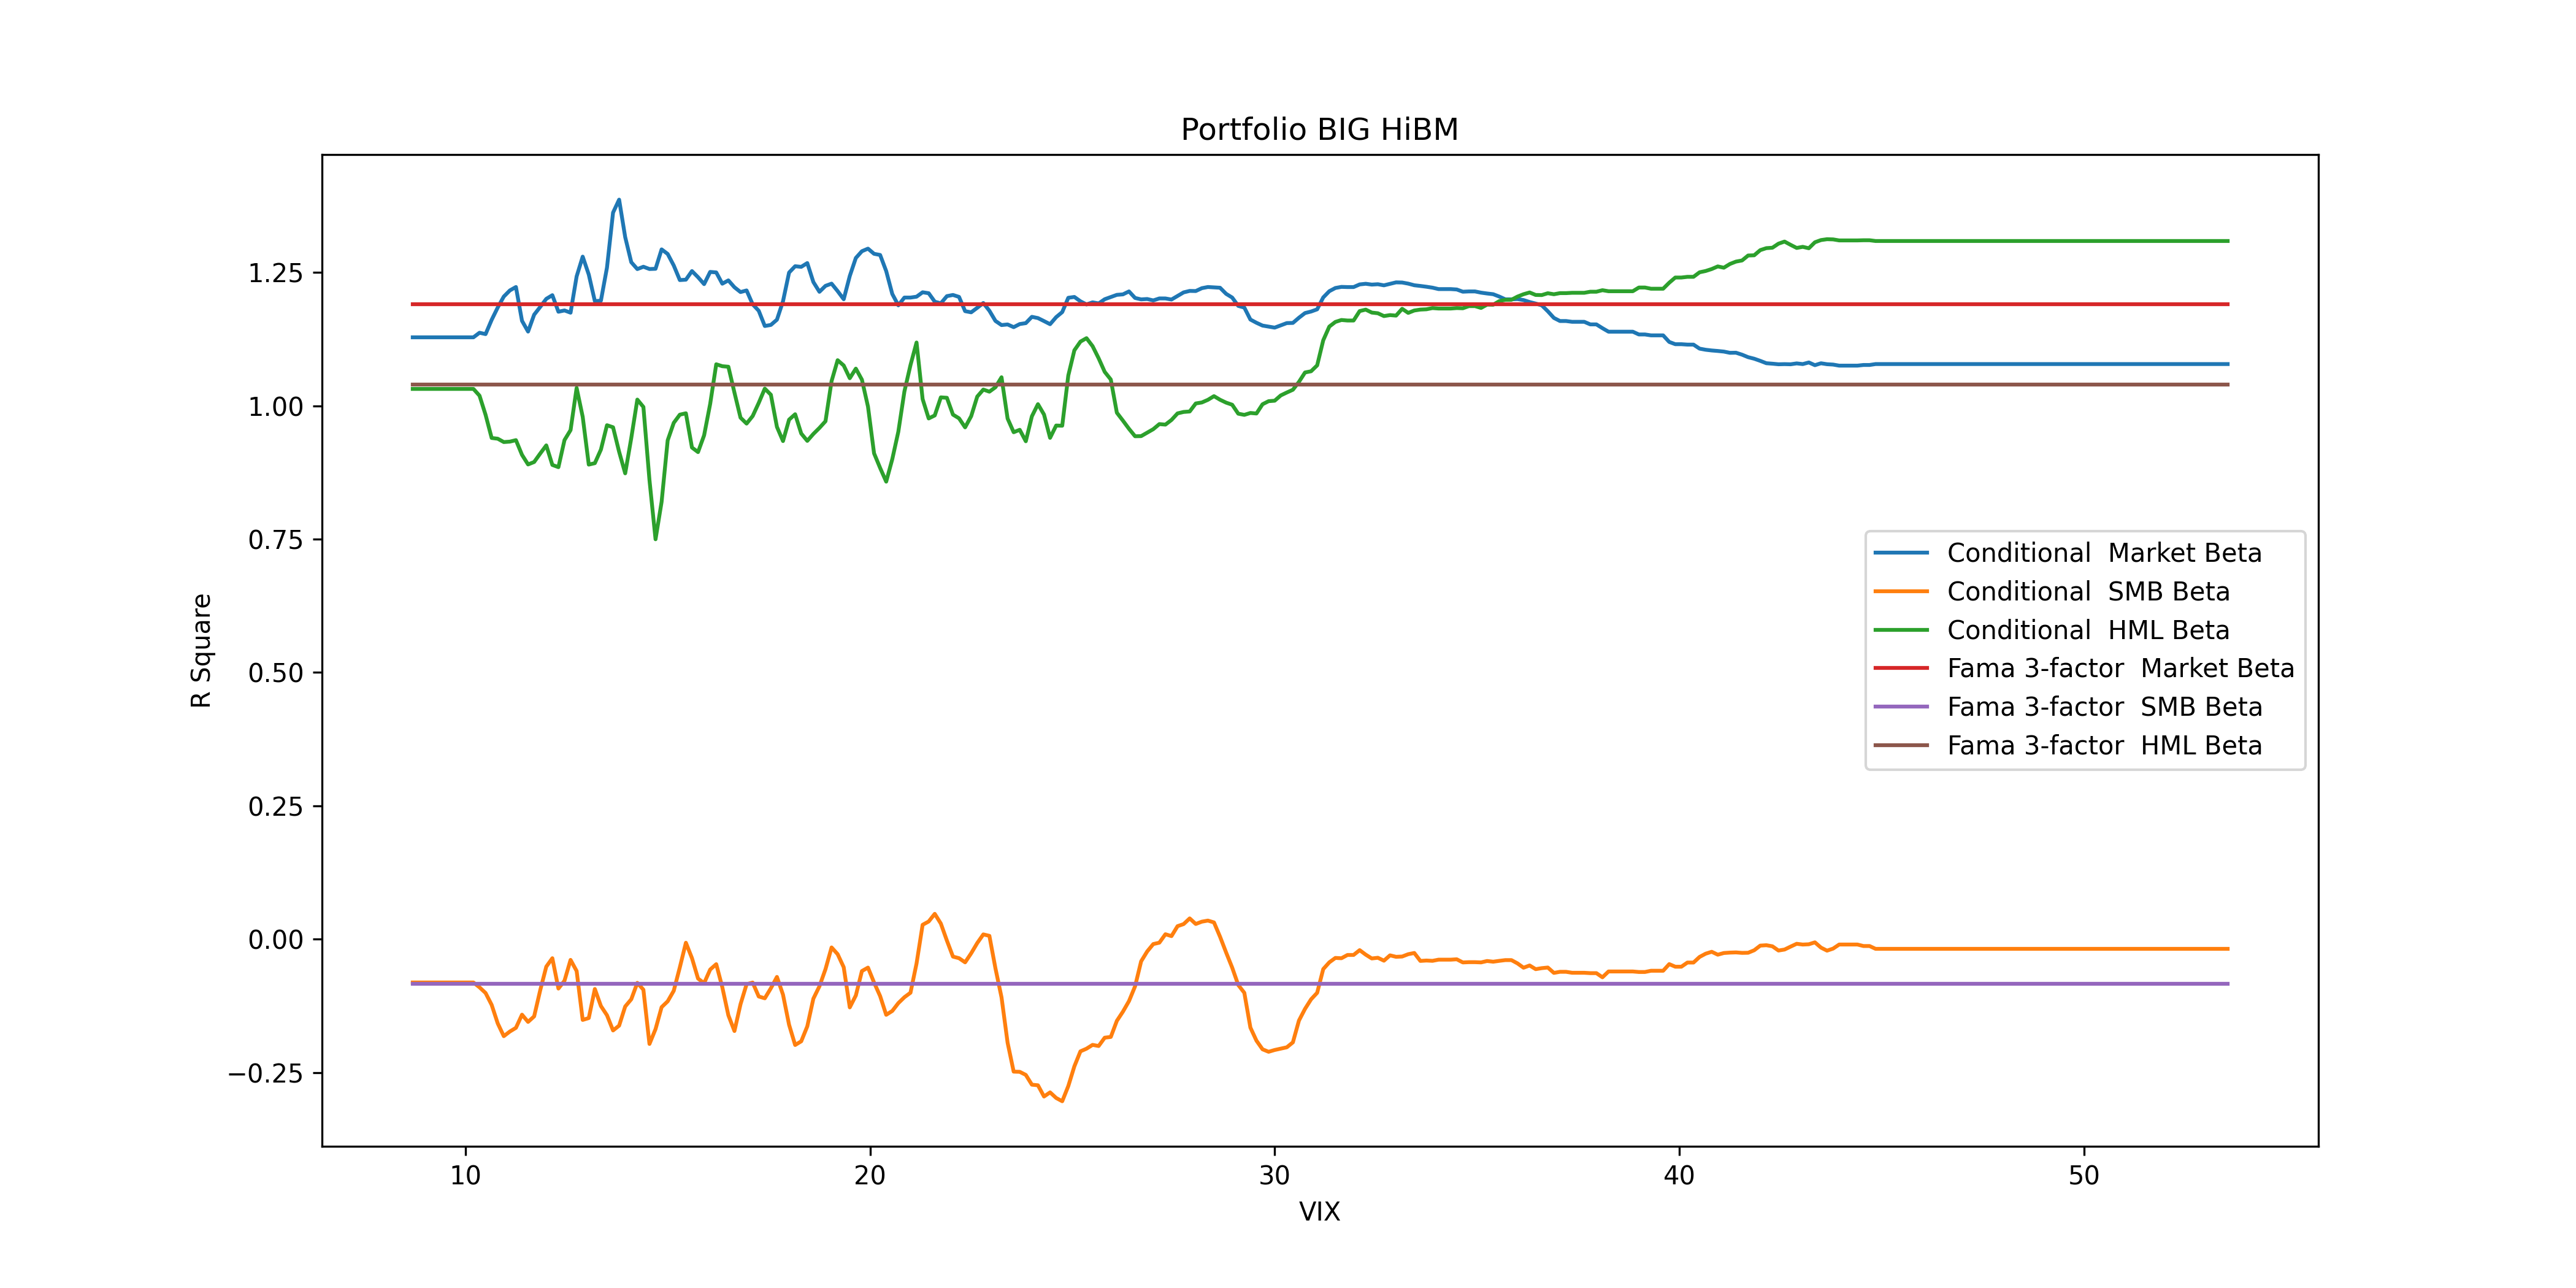 Portfolio BIG HiBM
R Square
1.25
1.00
0.75
0.50
0.25
0.00
−0.25
Conditional  Market Beta
Conditional  SMB Beta
Conditional  HML Beta
Fama 3-factor  Market Beta
Fama 3-factor  SMB Beta
Fama 3-factor  HML Beta
10 20 30 40 50
VIX